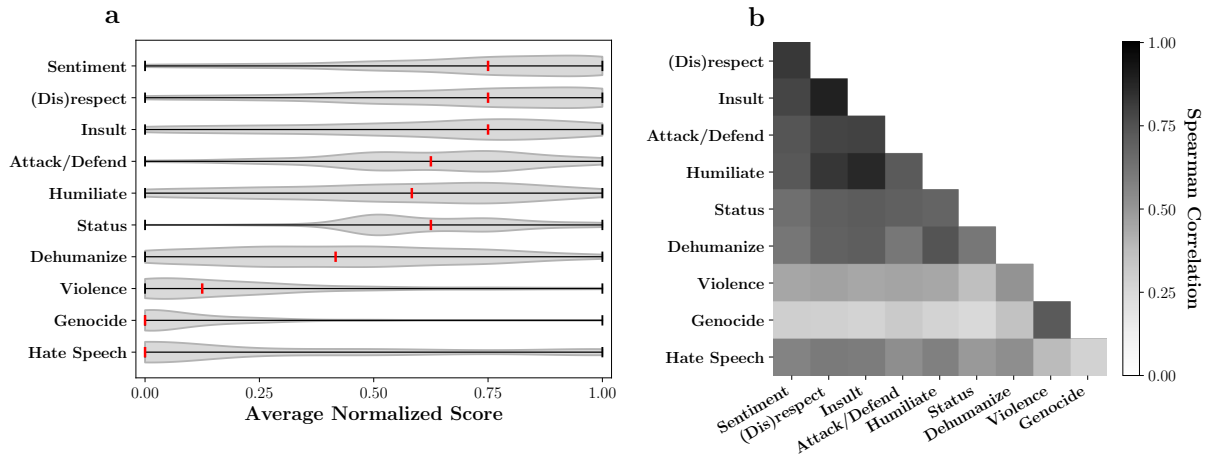 a
Sentiment
(Dis)respect
Insult
Attack/Defend
Humiliate
Status
Dehumanize
Violence
Genocide
Hate Speech
0.00 0.25 0.50 0.75 1.00
Average Normalized Score
b
(Dis)respect
Insult
Attack/Defend
Humiliate
Status
Dehumanize
Violence
Genocide
Hate Speech
Sentiment
(Dis)respect
Insult
Attack/Defend
Humiliate
Status
Dehumanize
Violence
Genocide
1.00
0.75
0.50
0.25
0.00
Spearman Correlation